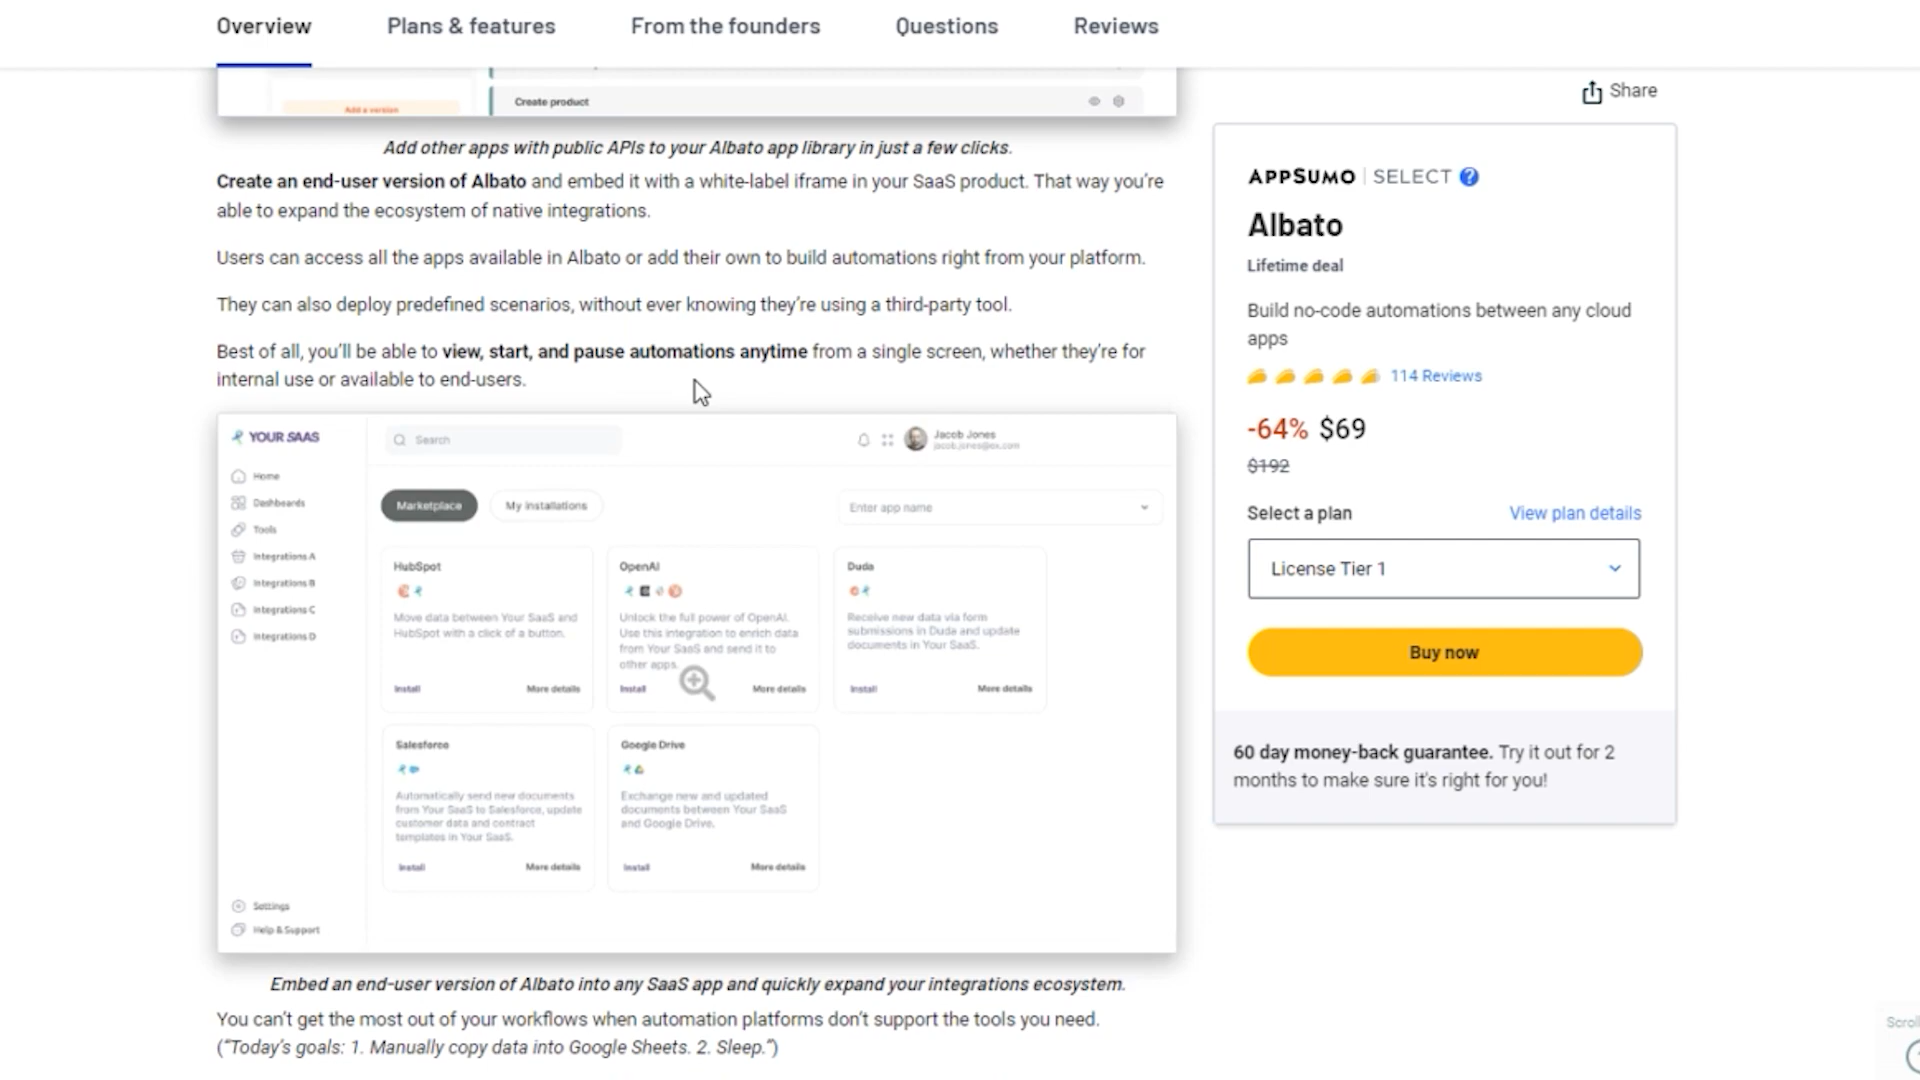 Overview
Plans & features
From the founders
Questions
Reviews
Add a version
Create product
Add other apps with public APIs to your Albato app library in just a few clicks.
Create an end-user version of Albato and embed it with a white-label iframe in your SaaS product. That way you're
able to expand the ecosystem of native integrations.
Users can access all the apps available in Albato or add their own to build automations right from your platform.
They can also deploy predefined scenarios, without ever knowing they're using a third-party tool.
Best of all, you'll be able to view, start, and pause automations anytime from a single screen, whether they're for
internal use or available to end-users.
YOUR SAAS
Search
Jacob Jones
jacob.jones@ex.com
Home
Dashboards
Tools
Integrations A
Integrations B
Integrations C
Integrations D
Settings
Help & Support
Marketplace
My installations
Enter app name
HubSpot
Move data between Your SaaS and
HubSpot with a click of a button.
Install
More details
OpenAI
Unlock the full power of OpenAI.
Use this integration to enrich data
from Your SaaS and send it to
other apps.
Install
More details
Duda
Receive new data via form
submissions in Duda and update
documents in Your SaaS.
Install
More details
Salesforce
Automatically send new documents
from Your SaaS to Salesforce, update
customer data and contract
templates in Your SaaS.
Install
More details
Google Drive
Exchange new and updated
documents between Your SaaS
and Google Drive.
Install
More details
Embed an end-user version of Albato into any SaaS app and quickly expand your integrations ecosystem.
You can't get the most out of your workflows when automation platforms don't support the tools you need.
("Today's goals: 1. Manually copy data into Google Sheets. 2. Sleep.")
Share
APPSUMO | SELECT ?
Albato
Lifetime deal
Build no-code automations between any cloud
apps
114 Reviews
-64% $69
$192
Select a plan
View plan details
License Tier 1
Buy now
60 day money-back guarantee. Try it out for 2
months to make sure it's right for you!
Scroll